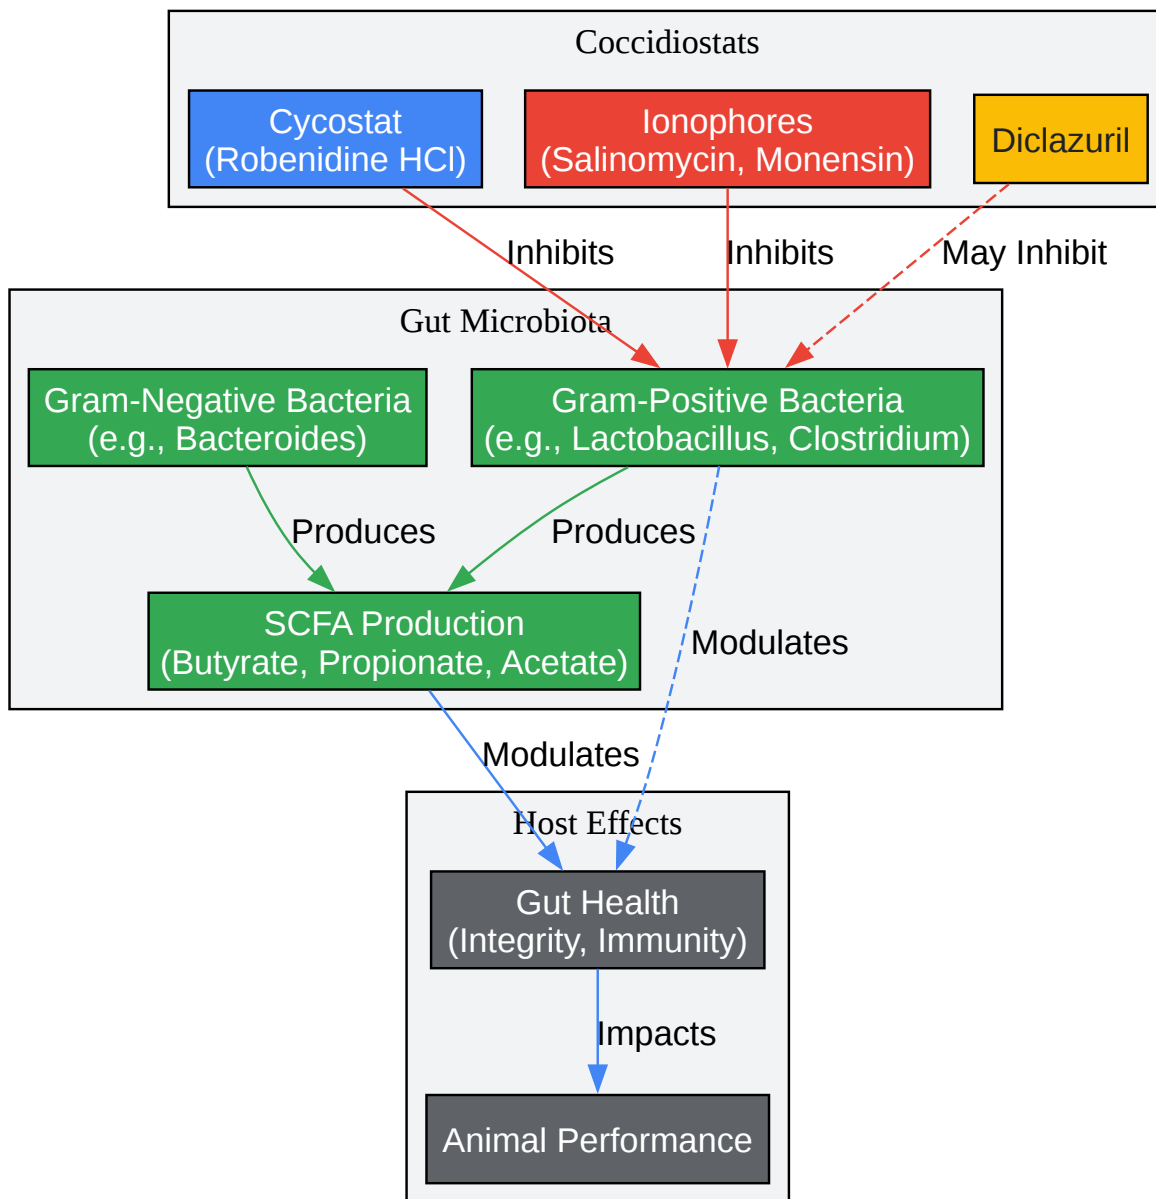 Coccidiostats
Cycostat
(Robenidine HCl)
Ionophores
(Salinomycin, Monensin)
Diclazuril
Inhibits
Inhibits
May Inhibit
Gut Microbiota
Gram-Negative Bacteria
(e.g., Bacteroides)
Gram-Positive Bacteria
(e.g., Lactobacillus, Clostridium)
Produces
Produces
SCFA Production
(Butyrate, Propionate, Acetate)
Modulates
Modulates
Host Effects
Gut Health
(Integrity, Immunity)
Impacts
Animal Performance